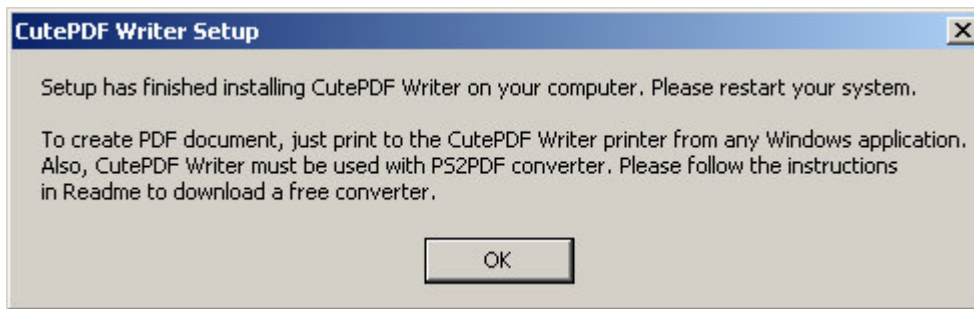 CutePDF Writer Setup
Setup has finished installing CutePDF Writer on your computer. Please restart your system.
To create PDF document, just print to the CutePDF Writer printer from any Windows application.
Also, CutePDF Writer must be used with PS2PDF converter. Please follow the instructions
in Readme to download a free converter.
OK